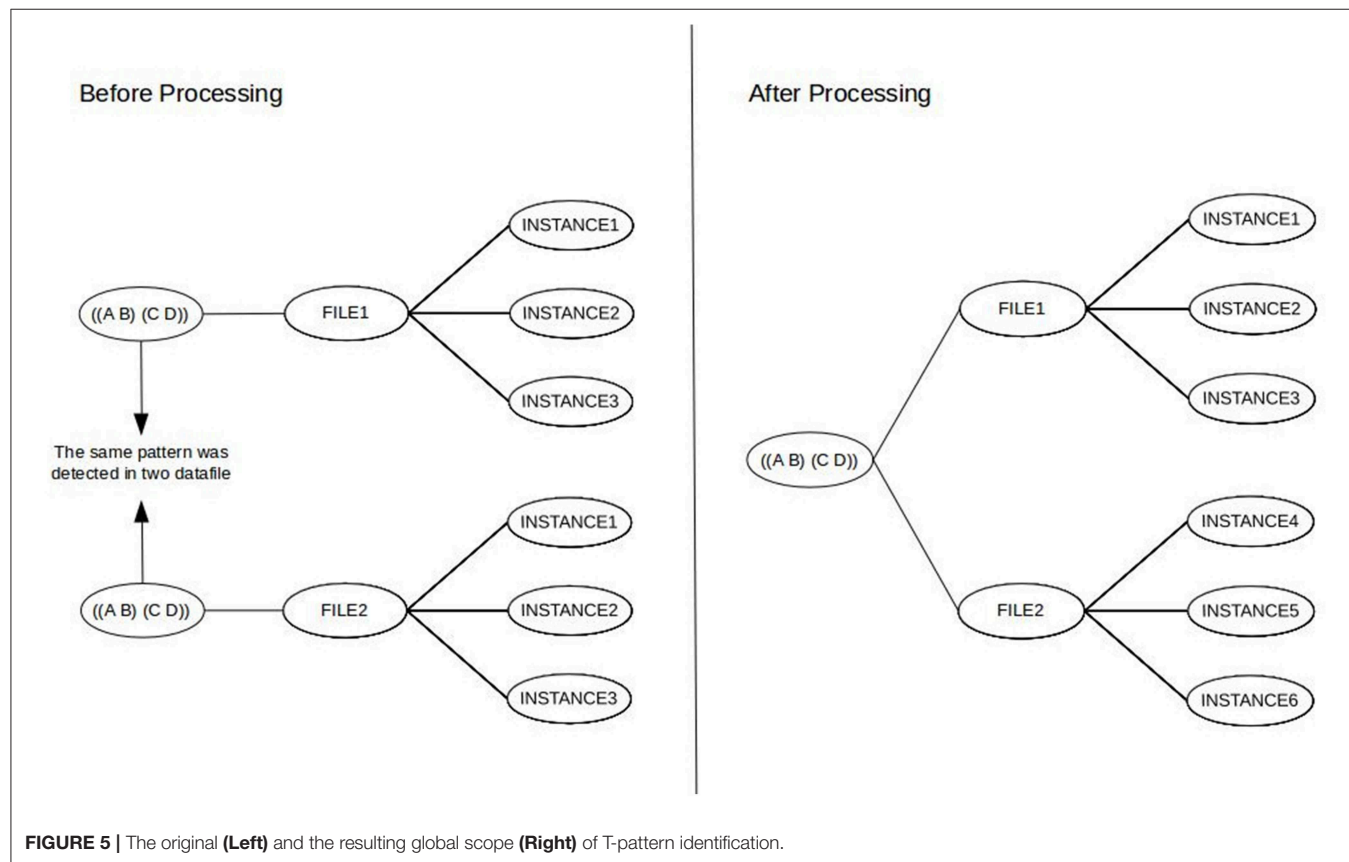 Before Processing
INSTANCE1
((A B) (C D))
FILE1
INSTANCE2
INSTANCE3
The same pattern was
detected in two datafile
INSTANCE1
((A B) (C D))
FILE2
INSTANCE2
INSTANCE3
After Processing
INSTANCE1
FILE1
INSTANCE2
INSTANCE3
((A B) (C D))
INSTANCE4
FILE2
INSTANCE5
INSTANCE6
FIGURE 5 | The original (Left) and the resulting global scope (Right) of T-pattern identification.